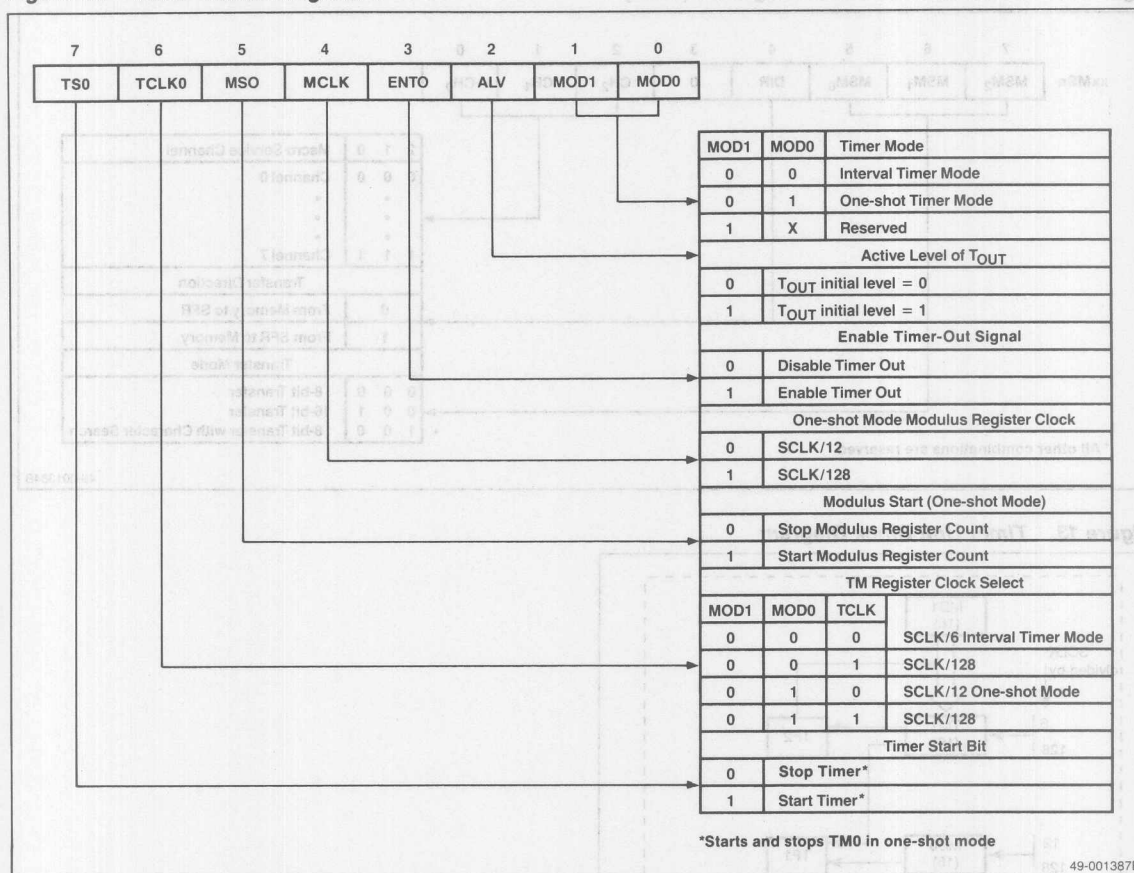 7 6 5 4 3 2 1 0
TS0 TCLK0 MSO MCLK ENTO ALV MOD1 MOD0
MOD1 MOD0 Timer Mode
0 0 Interval Timer Mode
0 1 One-shot Timer Mode
1 X Reserved
Active Level of TOUT
0 TOUT initial level = 0
1 TOUT initial level = 1
Enable Timer-Out Signal
0 Disable Timer Out
1 Enable Timer Out
One-shot Mode Modulus Register Clock
0 SCLK/12
1 SCLK/128
Modulus Start (One-shot Mode)
0 Stop Modulus Register Count
1 Start Modulus Register Count
TM Register Clock Select
MOD1 MOD0 TCLK
0 0 0 SCLK/6 Interval Timer Mode
0 0 1 SCLK/128
0 1 0 SCLK/12 One-shot Mode
0 1 1 SCLK/128
Timer Start Bit
0 Stop Timer*
1 Start Timer*
*Starts and stops TM0 in one-shot mode